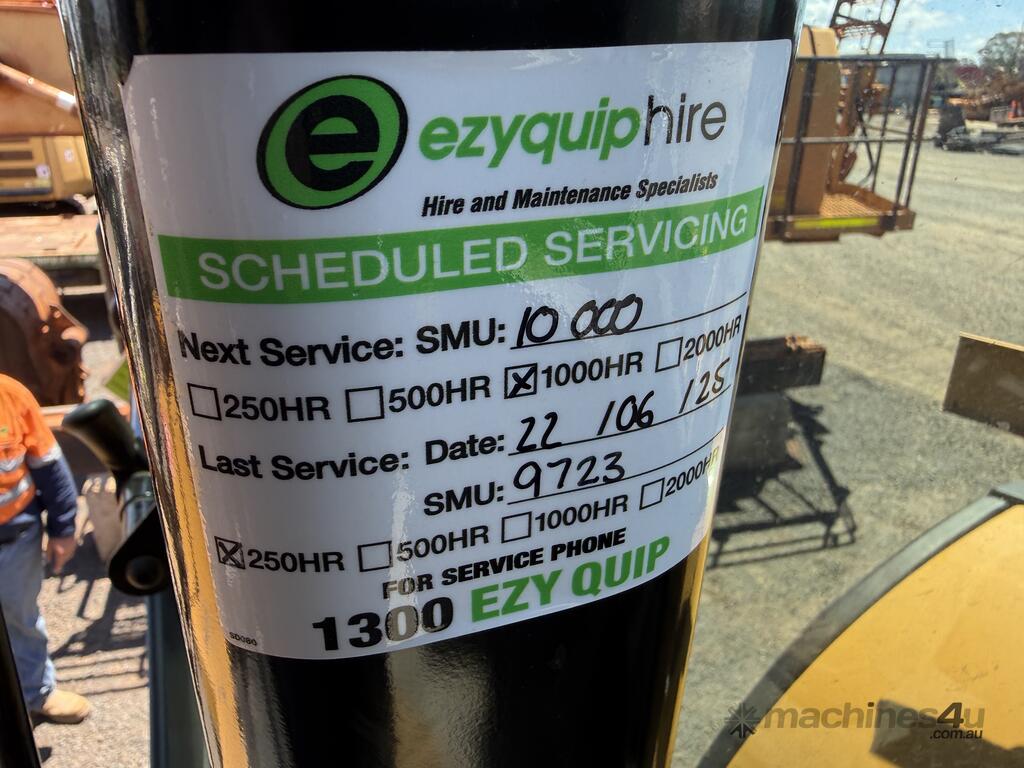 e ezyquiphire
Hire and Maintenance Specialists
SCHEDULED SERVICING
Next Service: SMU: 10 000
250HR 500HR 1000HR 2000HR
Last Service: Date: 22 /06 /25
SMU: 9723
250HR 500HR 1000HR 2000HR
FOR SERVICE PHONE
1300 EZY QUIP
SD080
machines4u
.com.au